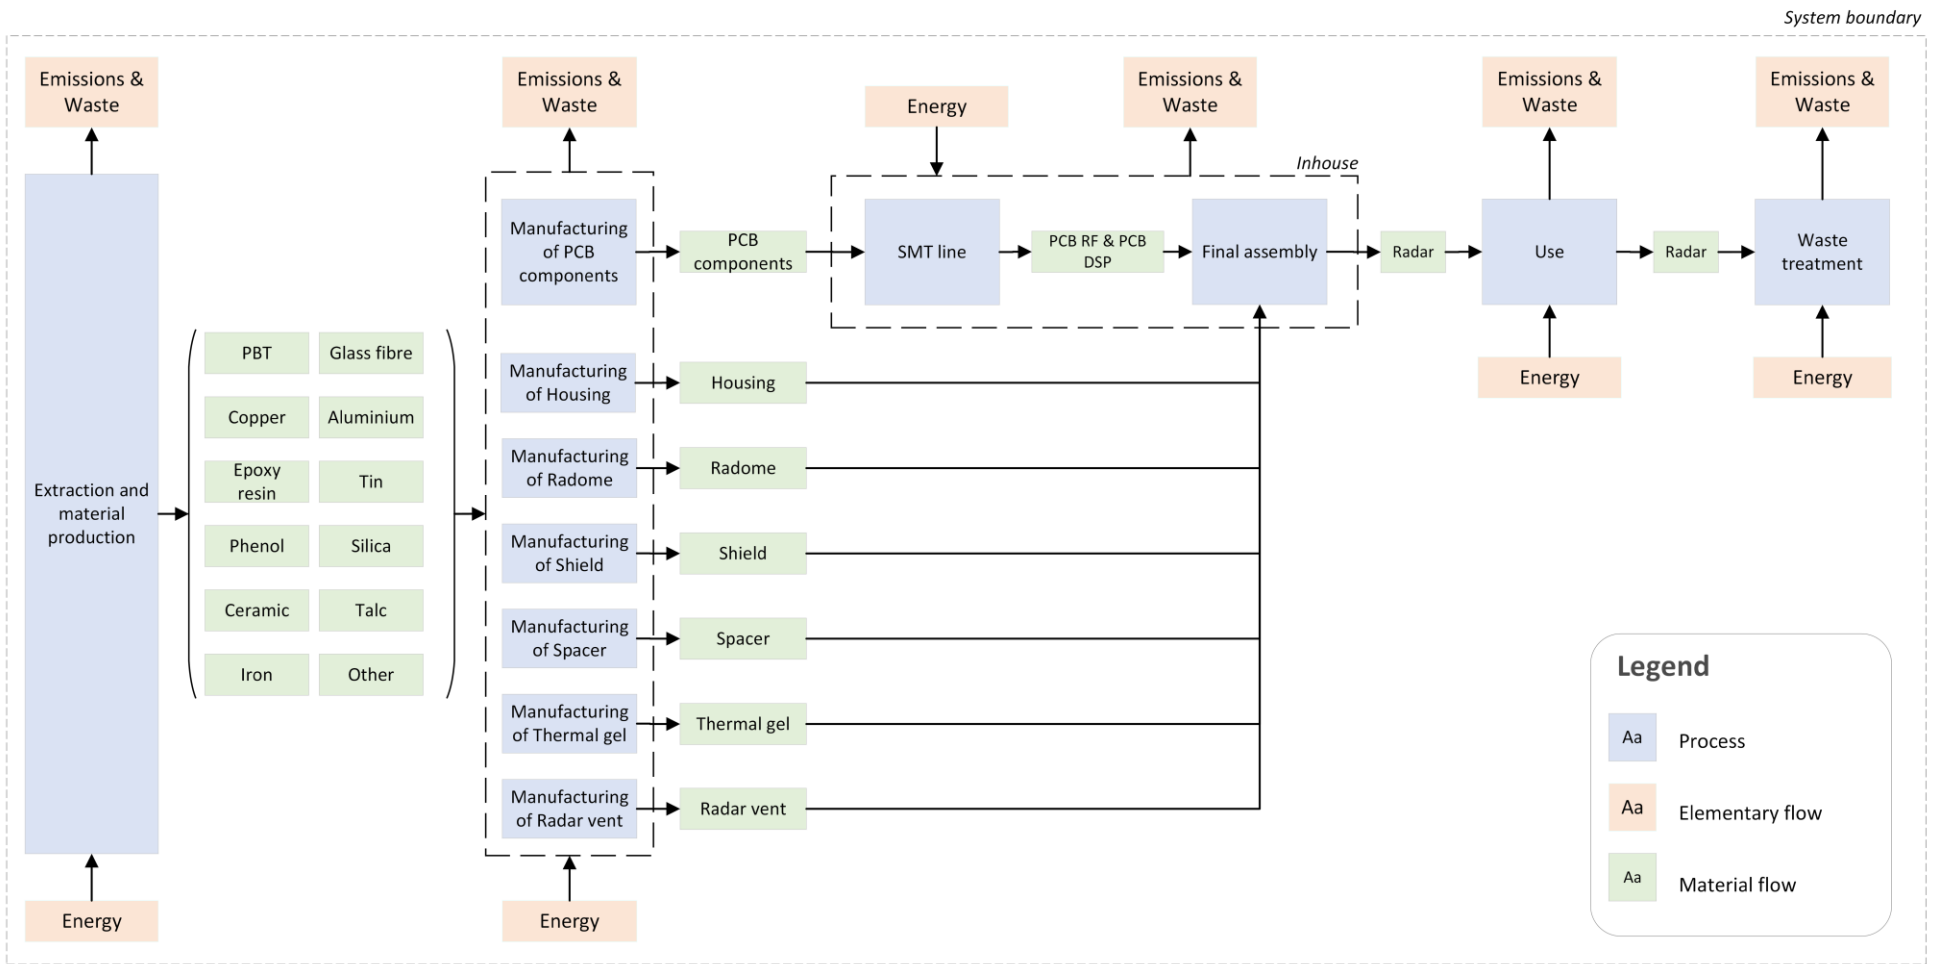 System boundary
Emissions &
Waste
Emissions &
Waste
Energy
Emissions &
Waste
Emissions &
Waste
Emissions &
Waste
Inhouse
Extraction and
material
production
PBT
Glass fibre
Copper
Aluminium
Epoxy
resin
Tin
Phenol
Silica
Ceramic
Talc
Iron
Other
Manufacturing
of PCB
components
PCB
components
SMT line
PCB RF & PCB
DSP
Final assembly
Radar
Use
Radar
Waste
treatment
Manufacturing
of Housing
Housing
Energy
Energy
Manufacturing
of Radome
Radome
Manufacturing
of Shield
Shield
Manufacturing
of Spacer
Spacer
Manufacturing
of Thermal gel
Thermal gel
Manufacturing
of Radar vent
Radar vent
Energy
Energy
Legend
Aa
Process
Aa
Elementary flow
Aa
Material flow